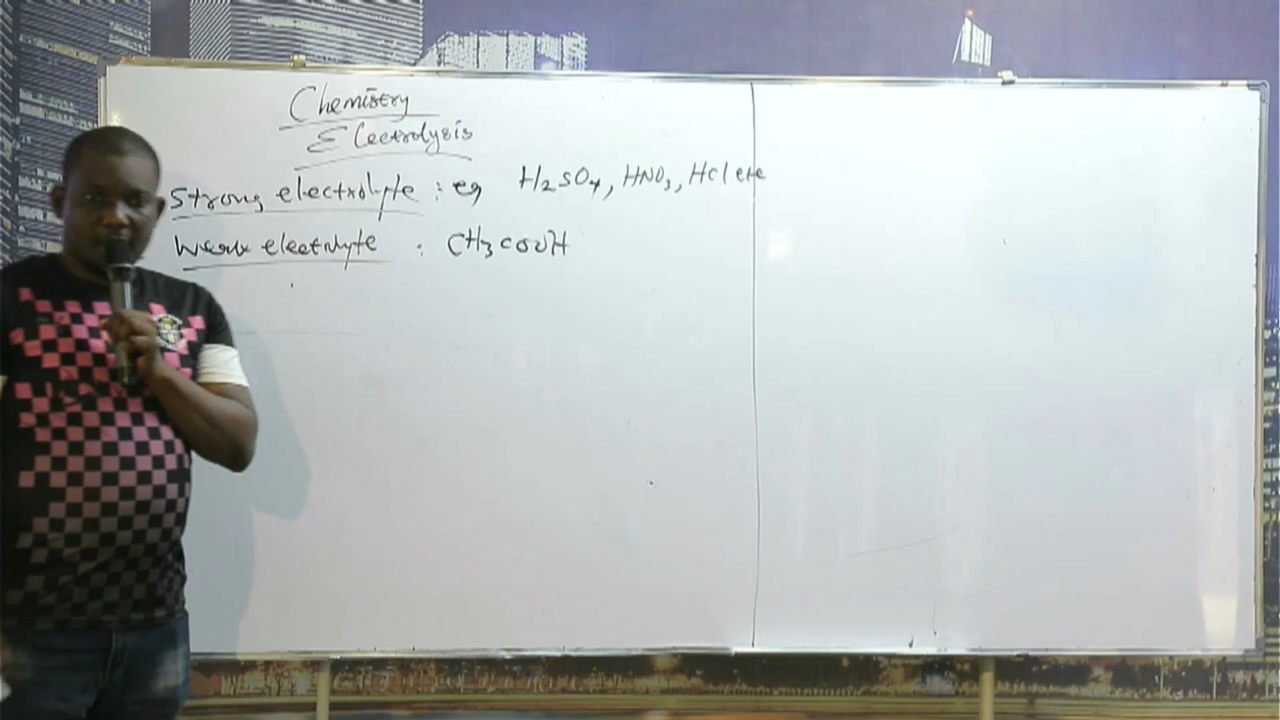 Chemistry
Electrolysis
Strong electrolyte : eg H₂SO₄, HNO₃, HCl etc
Weak electrolyte : CH₃COOH